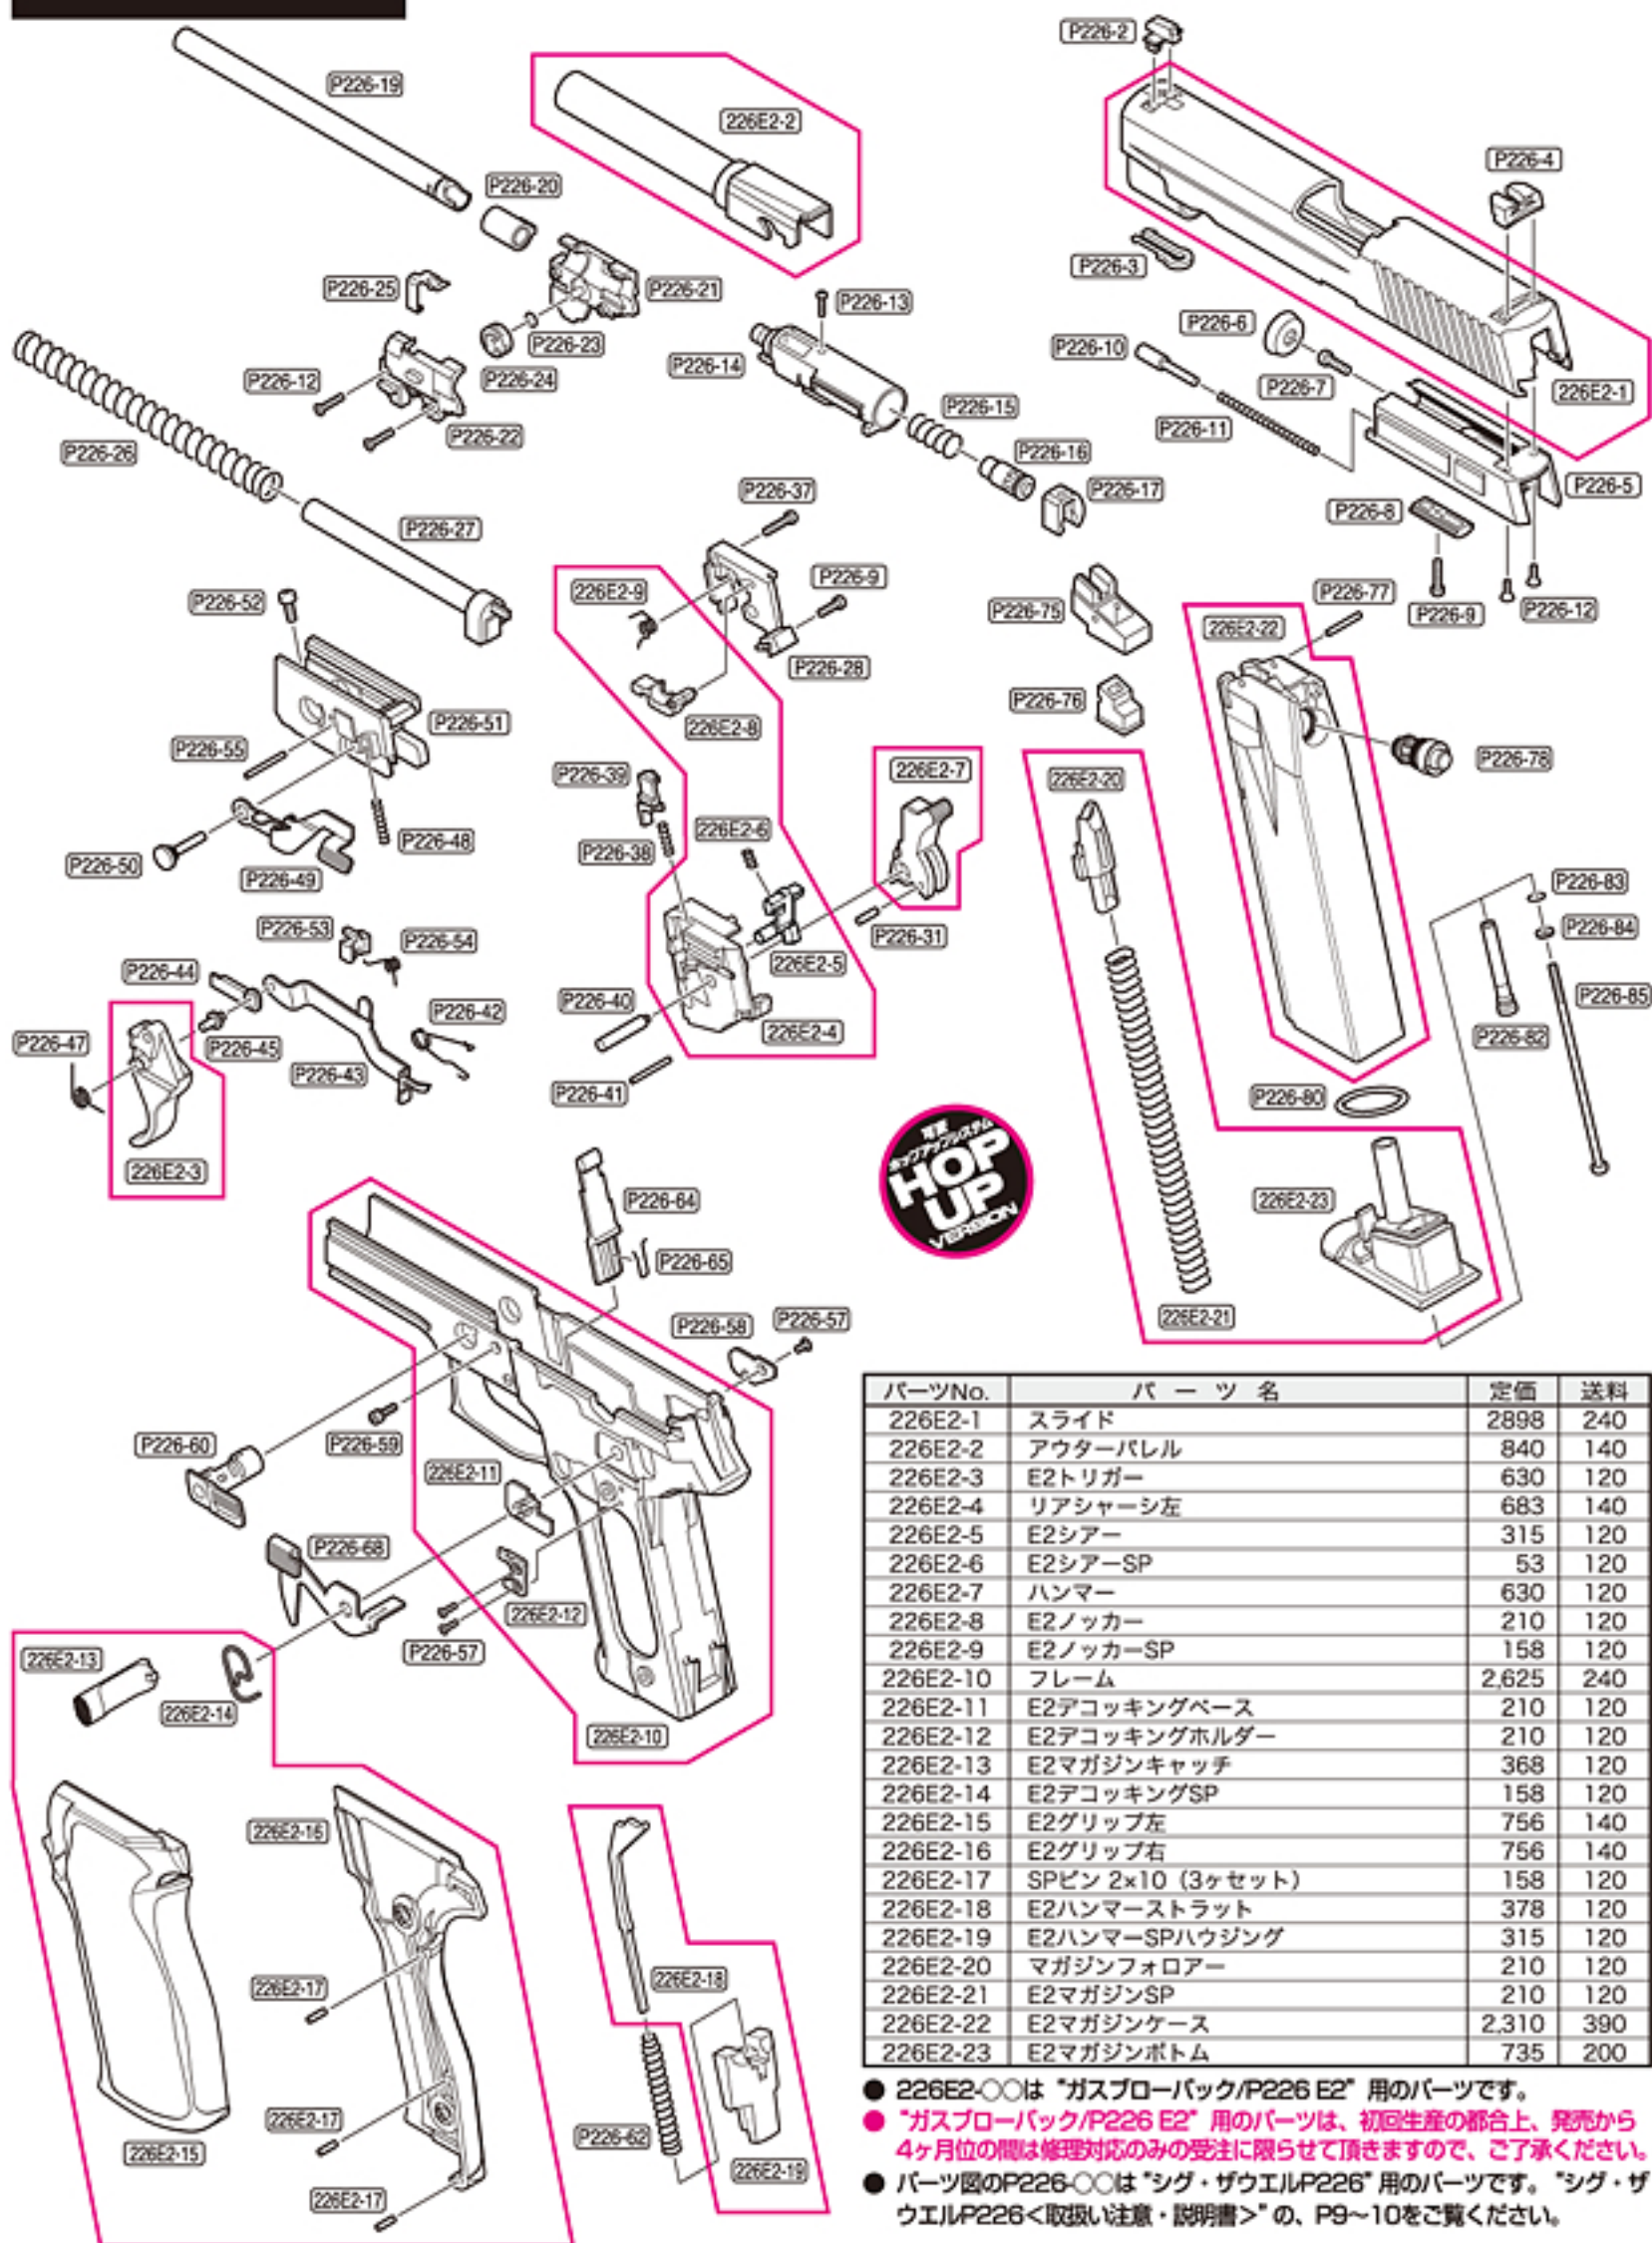 P226-2
P226-19
226E2-2
P226-4
P226-20
P226-3
P226-25
P226-21
P226-13
P226-6
P226-10
P226-23
P226-14
P226-7
P226-12
P226-24
226E2-1
P226-15
P226-11
P226-22
P226-26
P226-16
P226-17
P226-5
P226-37
P226-8
P226-27
P226-9
226E2-9
P226-52
P226-77
P226-75
P226-9
P226-12
226E2-22
P226-28
P226-76
P226-51
226E2-8
P226-55
P226-78
P226-39
226E2-7
226E2-20
226E2-6
P226-48
P226-38
P226-50
P226-49
P226-83
P226-53
P226-84
P226-54
P226-31
226E2-5
P226-44
P226-85
P226-40
P226-42
226E2-4
P226-82
P226-47
P226-45
P226-43
P226-41
P226-80
可変
ホップアップシステム
HOP
UP
VERSION
226E2-3
P226-64
226E2-23
P226-65
226E2-21
P226-58
P226-57
P226-60
P226-59
226E2-11
P226-68
226E2-12
P226-57
226E2-13
226E2-14
226E2-10
226E2-16
226E2-18
226E2-17
226E2-17
226E2-15
P226-62
226E2-19
226E2-17
パーツNo. パーツ名 定価 送料
226E2-1 スライド 2898 240
226E2-2 アウターバレル 840 140
226E2-3 E2トリガー 630 120
226E2-4 リアシャーシ左 683 140
226E2-5 E2シアー 315 120
226E2-6 E2シアーSP 53 120
226E2-7 ハンマー 630 120
226E2-8 E2ノッカー 210 120
226E2-9 E2ノッカーSP 158 120
226E2-10 フレーム 2,625 240
226E2-11 E2デコッキングベース 210 120
226E2-12 E2デコッキングホルダー 210 120
226E2-13 E2マガジンキャッチ 368 120
226E2-14 E2デコッキングSP 158 120
226E2-15 E2グリップ左 756 140
226E2-16 E2グリップ右 756 140
226E2-17 SPピン 2×10（3ヶセット） 158 120
226E2-18 E2ハンマーストラット 378 120
226E2-19 E2ハンマーSPハウジング 315 120
226E2-20 マガジンフォロアー 210 120
226E2-21 E2マガジンSP 210 120
226E2-22 E2マガジンケース 2,310 390
226E2-23 E2マガジンボトム 735 200
● 226E2-○○は“ガスブローバック/P226 E2”用のパーツです。
● “ガスブローバック/P226 E2”用のパーツは、初回生産の都合上、発売から
4ヶ月位の間は修理対応のみの受注に限らせて頂きますので、ご了承ください。
● パーツ図のP226-○○は“シグ・ザウエルP226”用のパーツです。“シグ・ザ
ウエルP226＜取扱い注意・説明書＞”の、P9〜10をご覧ください。